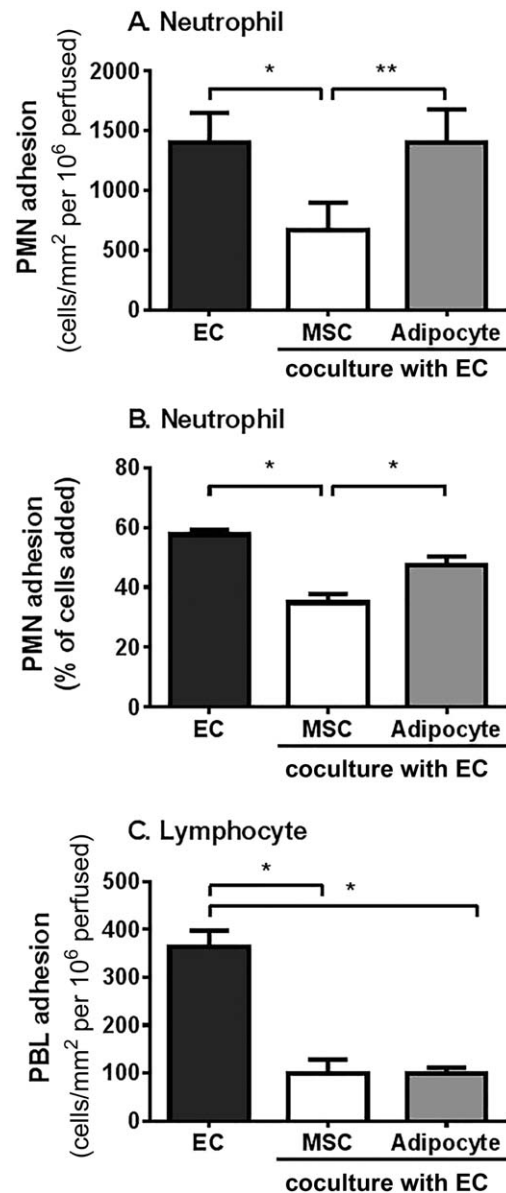 A. Neutrophil
PMN adhesion
(cells/mm² per 10⁶ perfused)
2000
1500
1000
500
0
*
**
EC
MSC
Adipocyte
coculture with EC
B. Neutrophil
PMN adhesion
(% of cells added)
80
60
40
20
0
*
*
EC
MSC
Adipocyte
coculture with EC
C. Lymphocyte
PBL adhesion
(cells/mm² per 10⁶ perfused)
500
400
300
200
100
0
*
*
EC
MSC
Adipocyte
coculture with EC